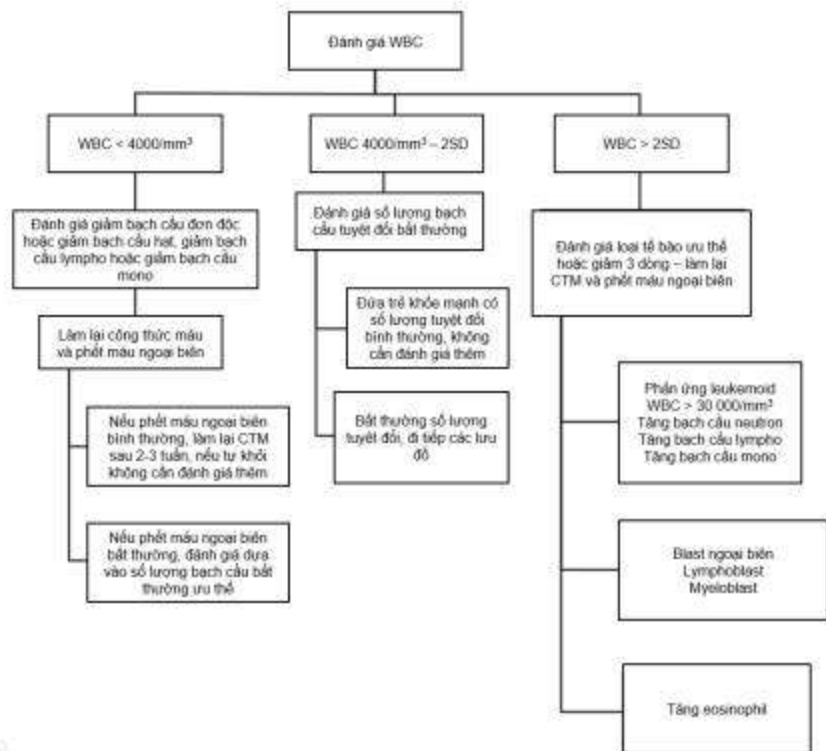 Đánh giá WBC
WBC < 4000/mm³
WBC 4000/mm³ – 2SD
WBC > 2SD
Đánh giá giảm bạch cầu đơn độc
hoặc giảm bạch cầu hạt, giảm bạch
cầu lympho hoặc giảm bạch cầu
mono
Làm lại công thức máu
và phết máu ngoại biên
Nếu phết máu ngoại biên
bình thường, làm lại CTM
sau 2-3 tuần, nếu tự khỏi
không cần đánh giá thêm
Nếu phết máu ngoại biên
bất thường, đánh giá dựa
vào số lượng bạch cầu bất
thường ưu thế
Đánh giá số lượng bạch
cầu tuyệt đối bất thường
Đứa trẻ khỏe mạnh có
số lượng tuyệt đối
bình thường, không
cần đánh giá thêm
Bất thường số lượng
tuyệt đối, đi tiếp các lưu
đồ
Đánh giá loại tế bào ưu thế
hoặc giảm 3 dòng – làm lại
CTM và phết máu ngoại biên
Phản ứng leukemoid
WBC > 30 000/mm³
Tăng bạch cầu neutron
Tăng bạch cầu lympho
Tăng bạch cầu mono
Blast ngoại biên
Lymphoblast
Myeloblast
Tăng eosinophil